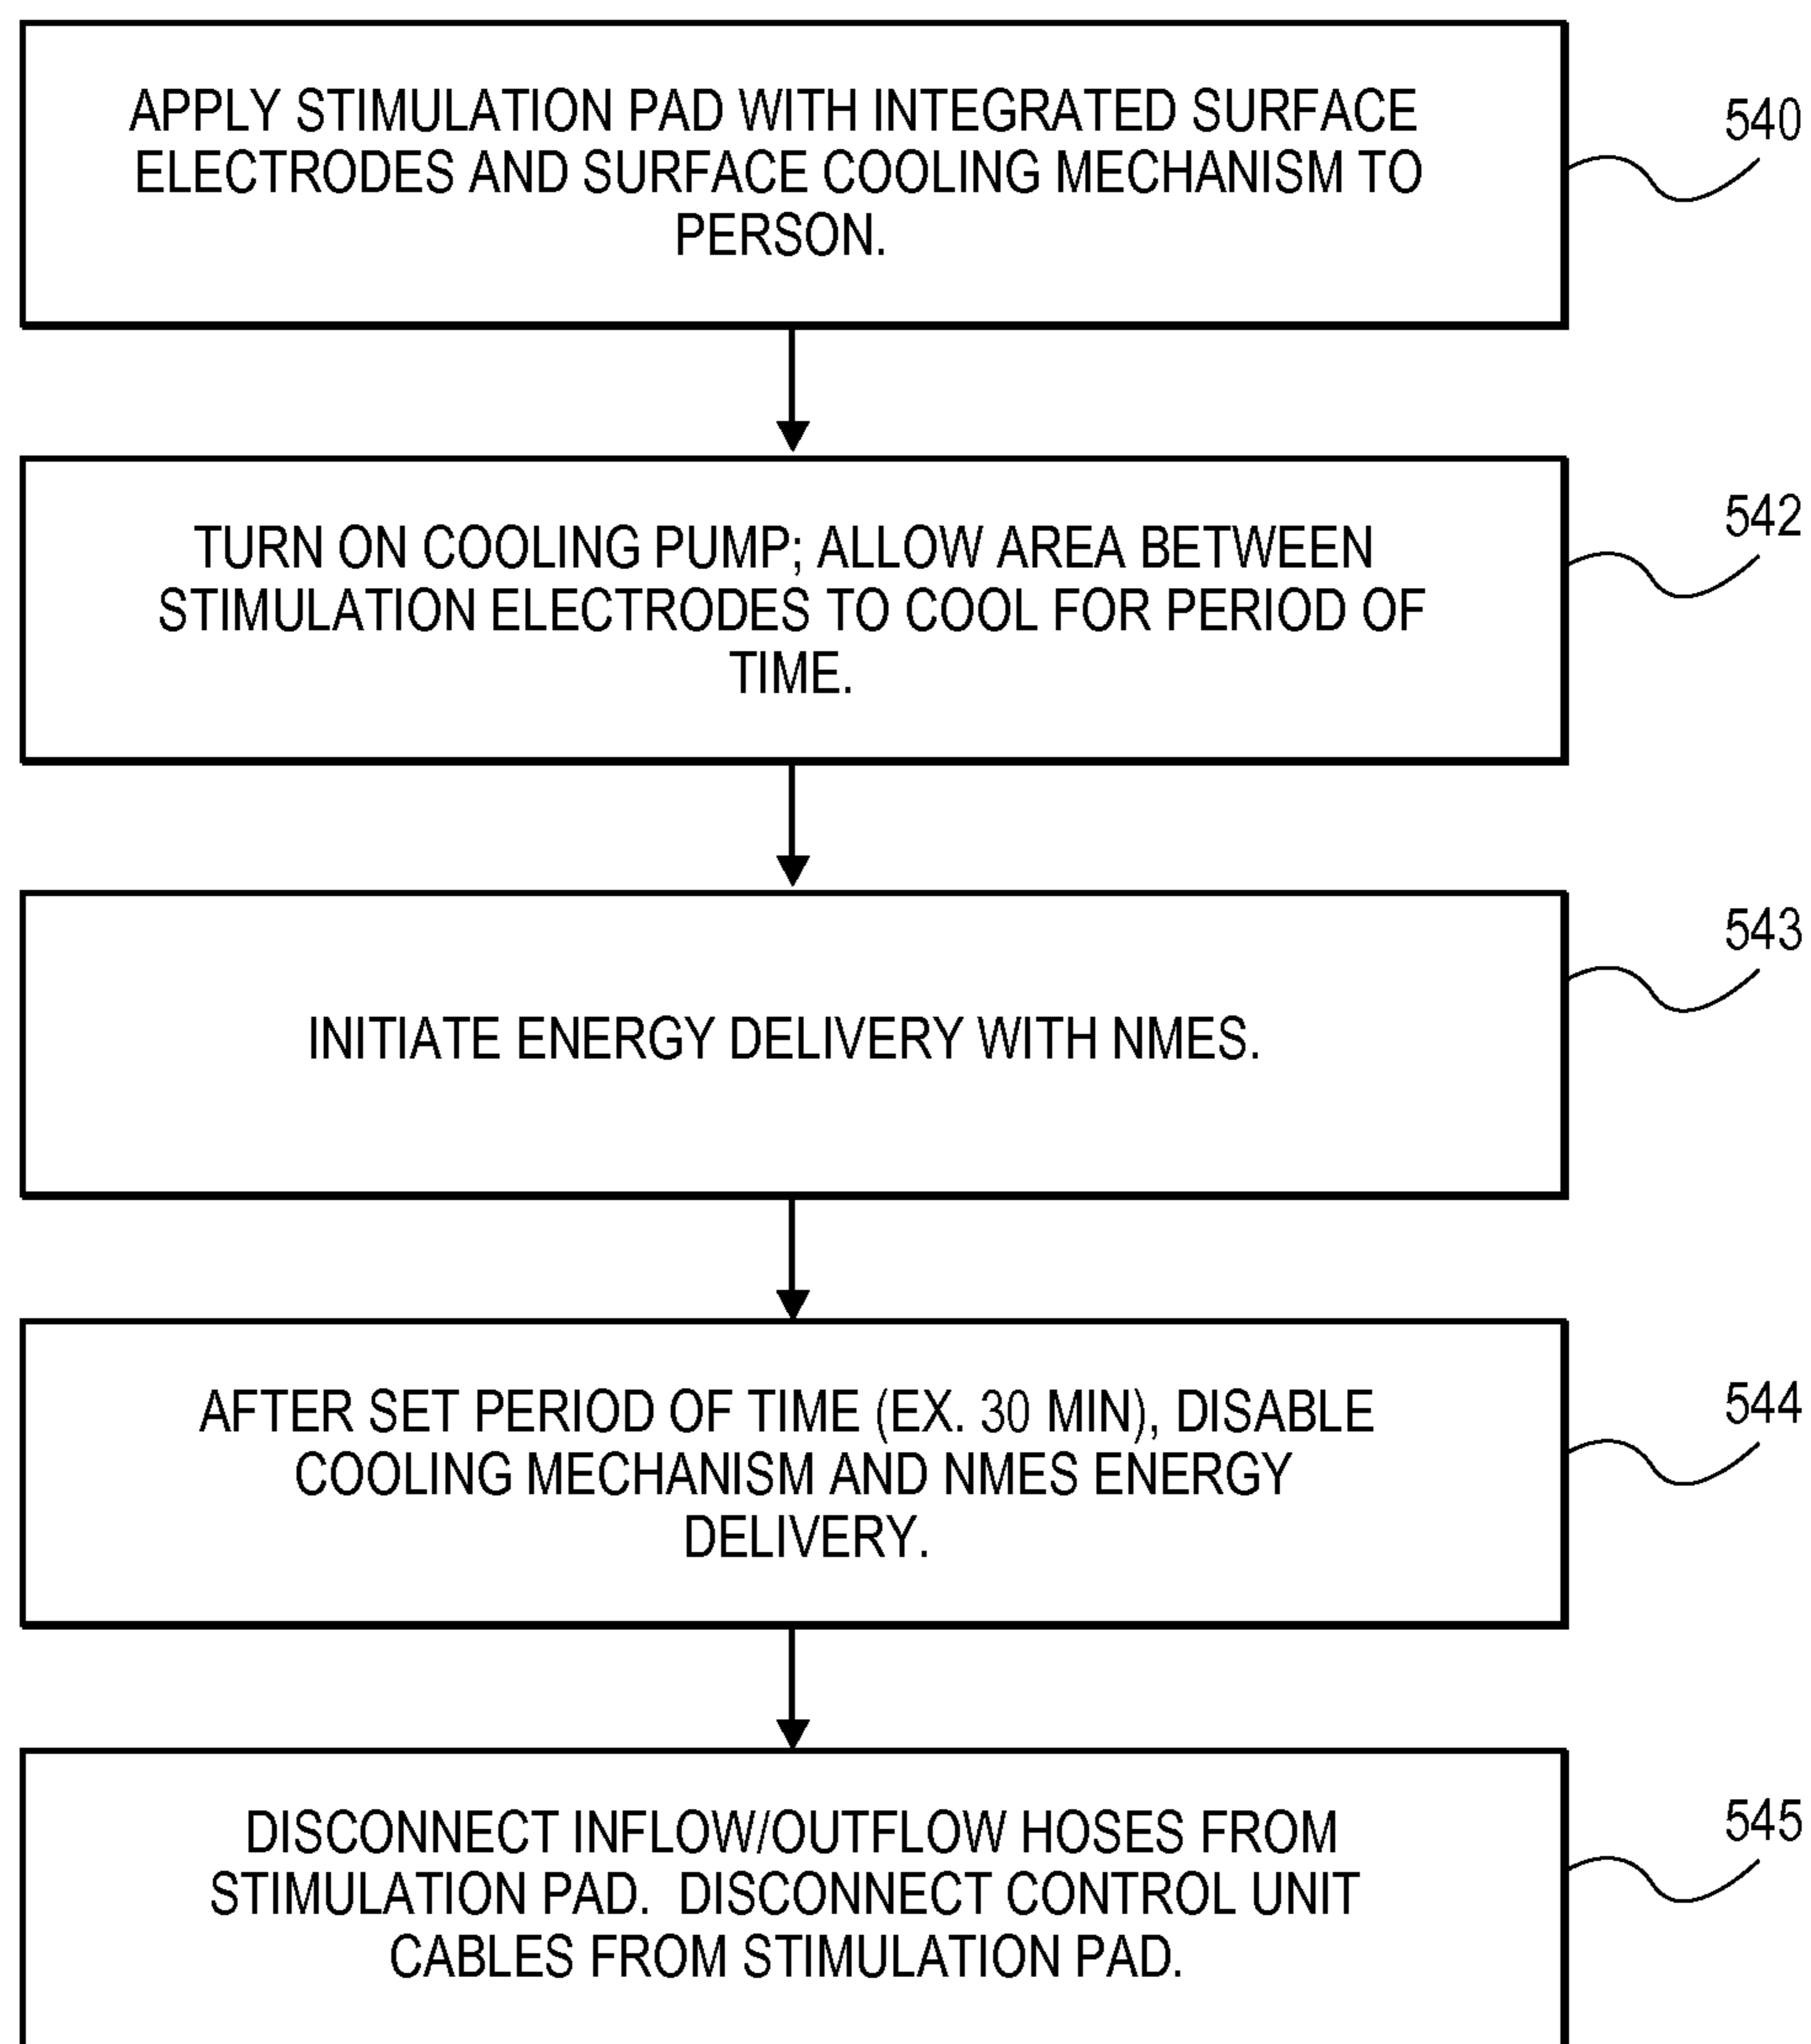 APPLY STIMULATION PAD WITH INTEGRATED SURFACE
ELECTRODES AND SURFACE COOLING MECHANISM TO
PERSON.
540
TURN ON COOLING PUMP; ALLOW AREA BETWEEN
STIMULATION ELECTRODES TO COOL FOR PERIOD OF
TIME.
542
INITIATE ENERGY DELIVERY WITH NMES.
543
AFTER SET PERIOD OF TIME (EX. 30 MIN), DISABLE
COOLING MECHANISM AND NMES ENERGY
DELIVERY.
544
DISCONNECT INFLOW/OUTFLOW HOSES FROM
STIMULATION PAD. DISCONNECT CONTROL UNIT
CABLES FROM STIMULATION PAD.
545